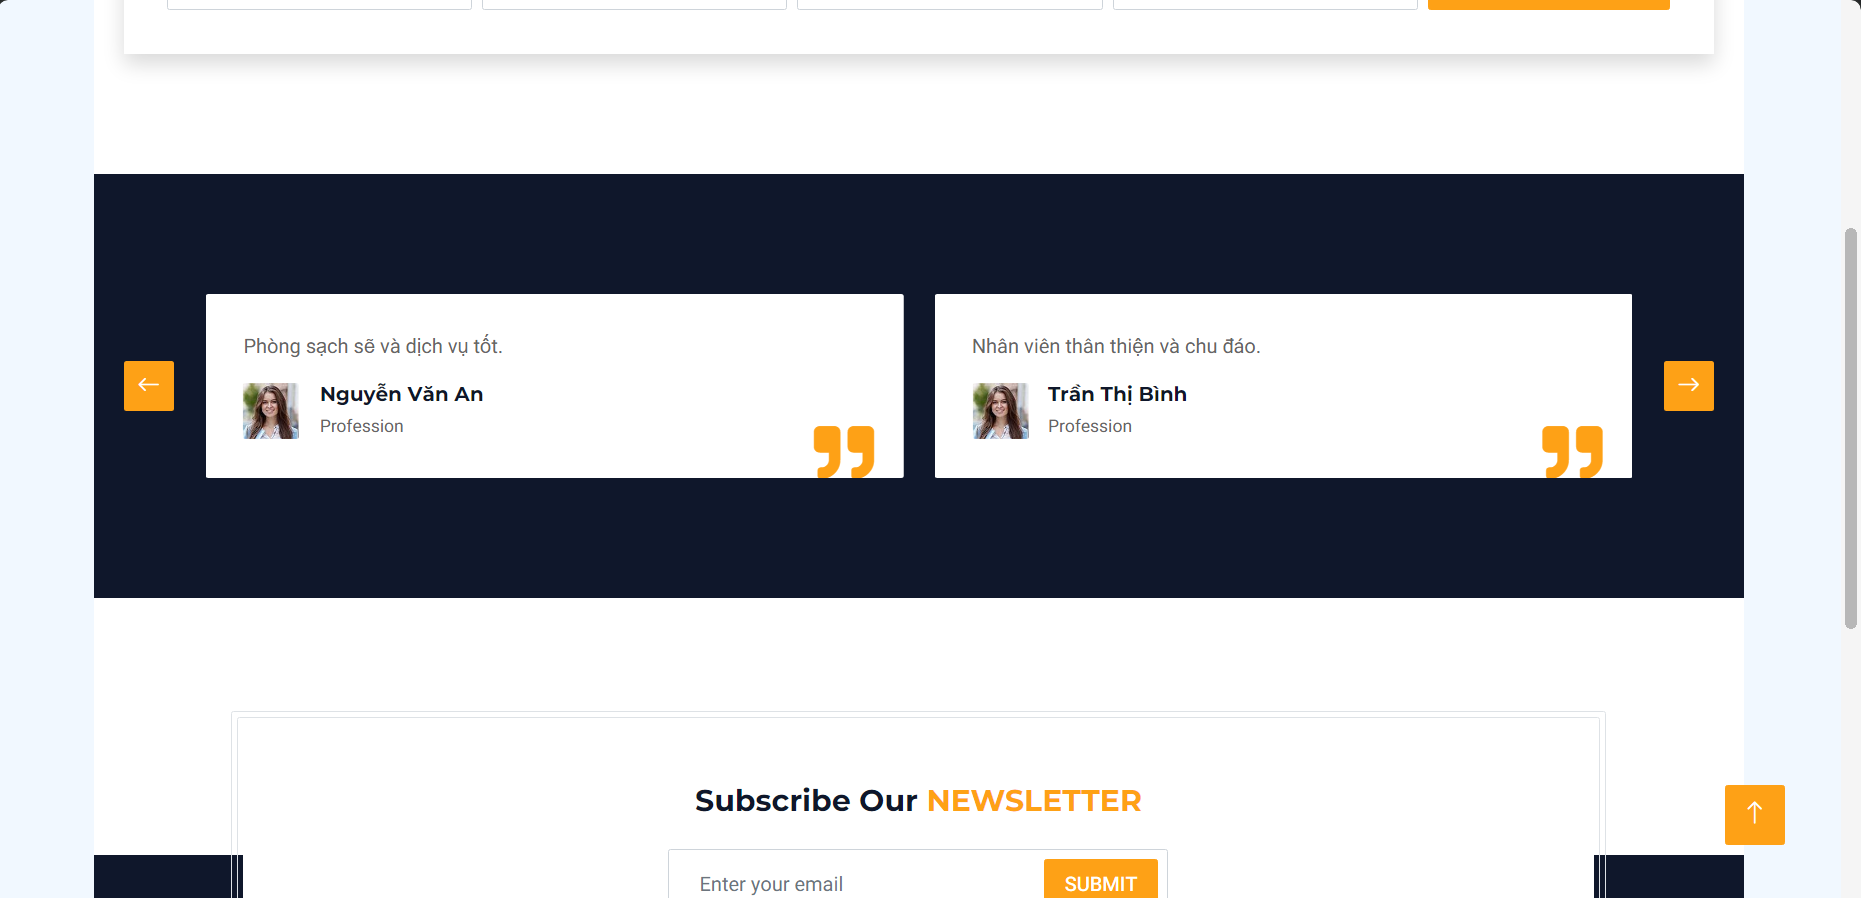 Phòng sạch sẽ và dịch vụ tốt.
Nguyễn Văn An
Profession
Nhân viên thân thiện và chu đáo.
Trần Thị Bình
Profession
Subscribe Our NEWSLETTER
Enter your email
SUBMIT